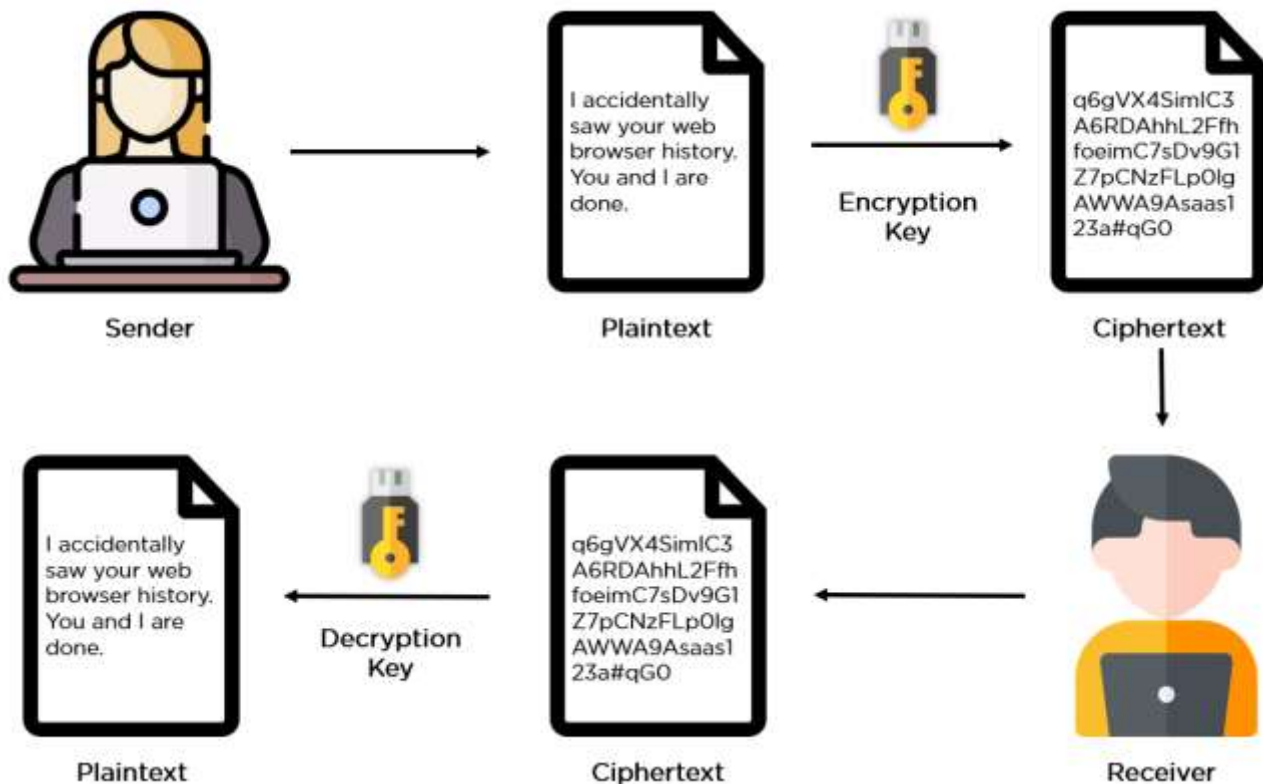 I accidentally
saw your web
browser history.
You and I are
done.
Encryption
Key
q6gVX4SimIC3
A6RDAhhL2Ffh
foeimC7sDv9G1
Z7pCNzFLp0Ig
AWWA9Asaas1
23a#qG0
Sender
Plaintext
Ciphertext
I accidentally
saw your web
browser history.
You and I are
done.
Decryption
Key
q6gVX4SimIC3
A6RDAhhL2Ffh
foeimC7sDv9G1
Z7pCNzFLp0Ig
AWWA9Asaas1
23a#qG0
Plaintext
Ciphertext
Receiver